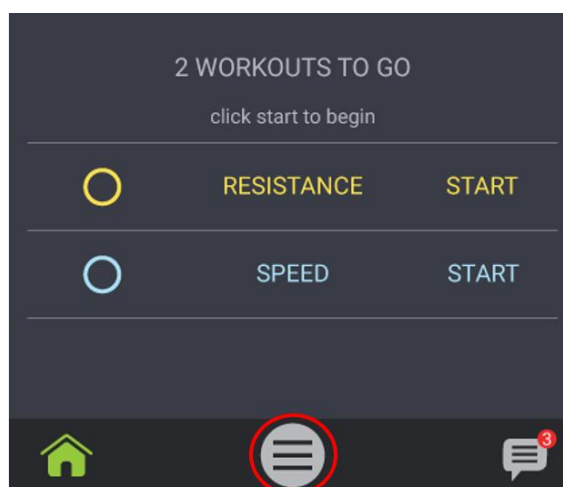 2 WORKOUTS TO GO
click start to begin
RESISTANCE START
SPEED START
3